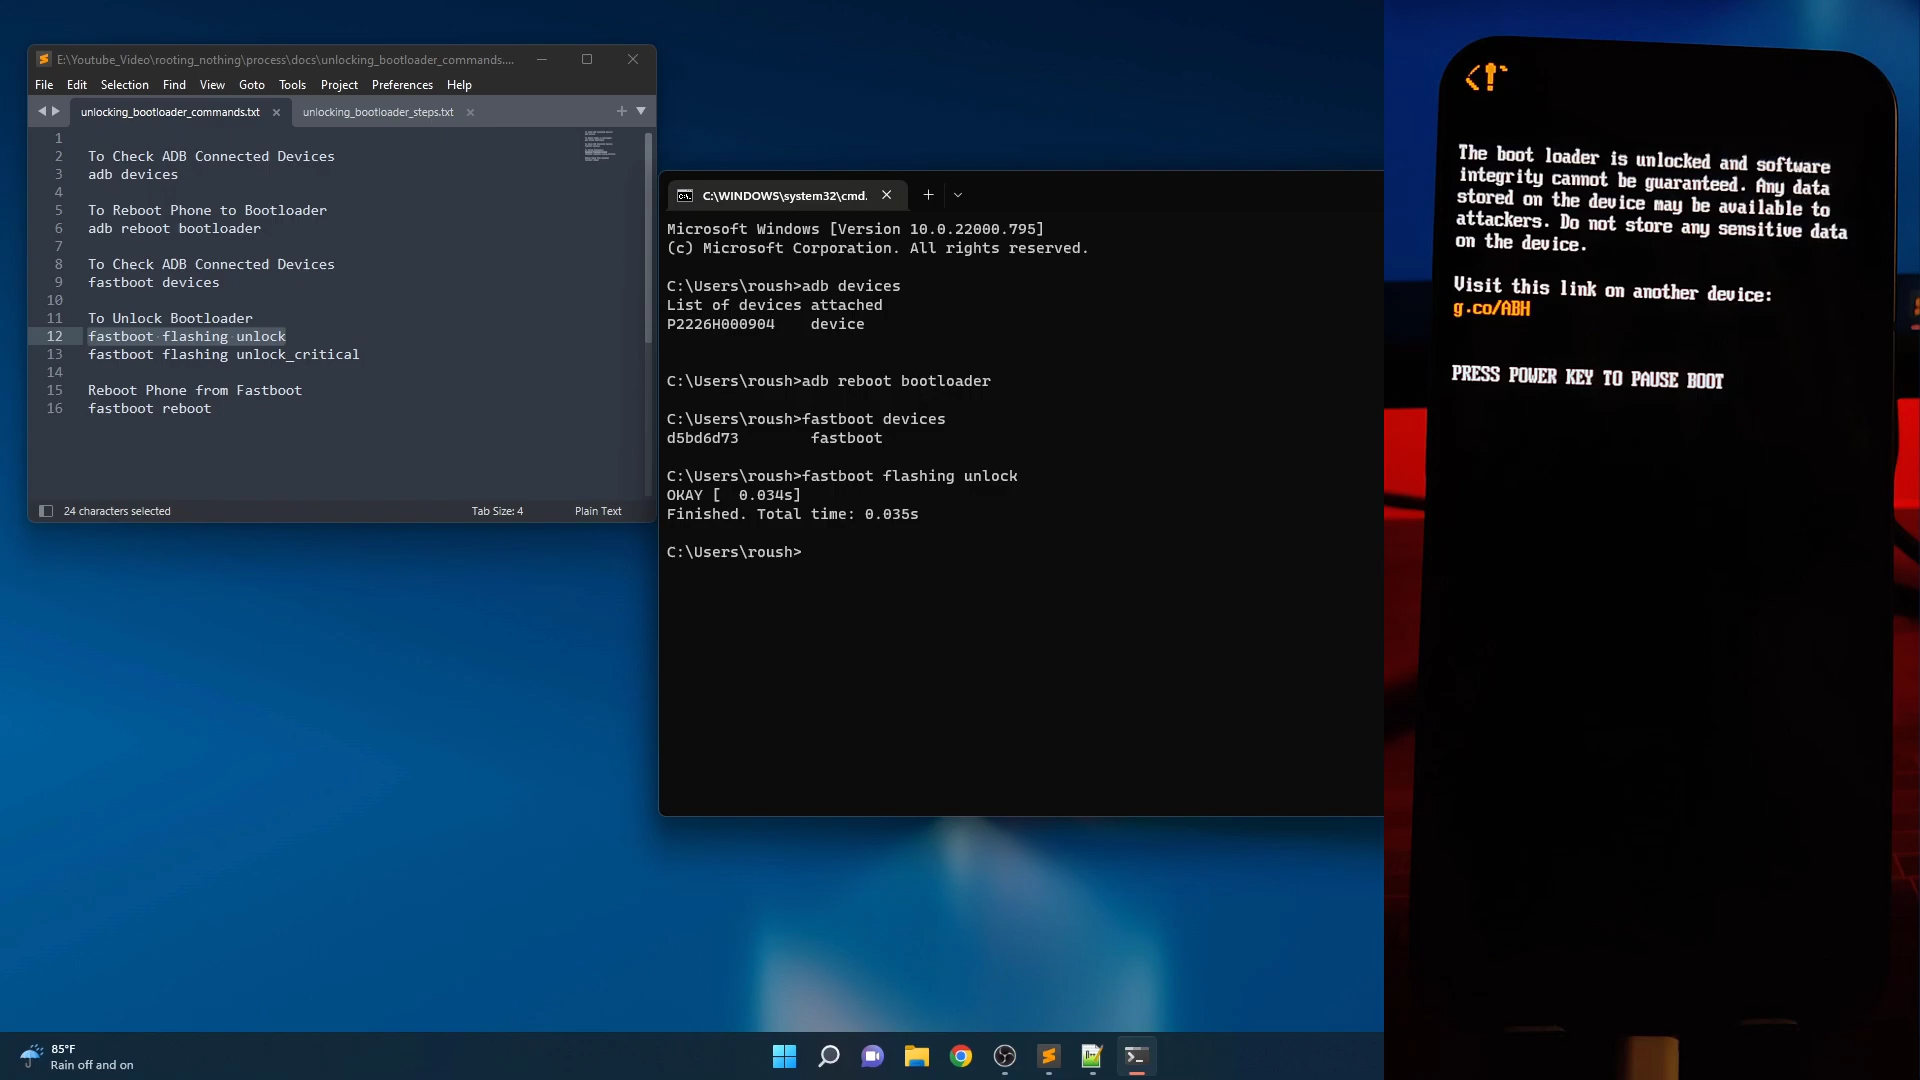 E:\Youtube_Video\rooting_nothing\process\docs\unlocking_bootloader_commands....
File Edit Selection Find View Goto Tools Project Preferences Help
unlocking_bootloader_commands.txt
unlocking_bootloader_steps.txt
1
2 To Check ADB Connected Devices
3 adb devices
4
5 To Reboot Phone to Bootloader
6 adb reboot bootloader
7
8 To Check ADB Connected Devices
9 fastboot devices
10
11 To Unlock Bootloader
12 fastboot flashing unlock
13 fastboot flashing unlock_critical
14
15 Reboot Phone from Fastboot
16 fastboot reboot
24 characters selected
Tab Size: 4
Plain Text
C:\WINDOWS\system32\cmd.
Microsoft Windows [Version 10.0.22000.795]
(c) Microsoft Corporation. All rights reserved.
C:\Users\roush>adb devices
List of devices attached
P2226H000904 device
C:\Users\roush>adb reboot bootloader
C:\Users\roush>fastboot devices
d5bd6d73 fastboot
C:\Users\roush>fastboot flashing unlock
OKAY [ 0.034s]
Finished. Total time: 0.035s
C:\Users\roush>
<!
The boot loader is unlocked and software
integrity cannot be guaranteed. Any data
stored on the device may be available to
attackers. Do not store any sensitive data
on the device.
Visit this link on another device:
g.co/ABH
PRESS POWER KEY TO PAUSE BOOT
85°F
Rain off and on